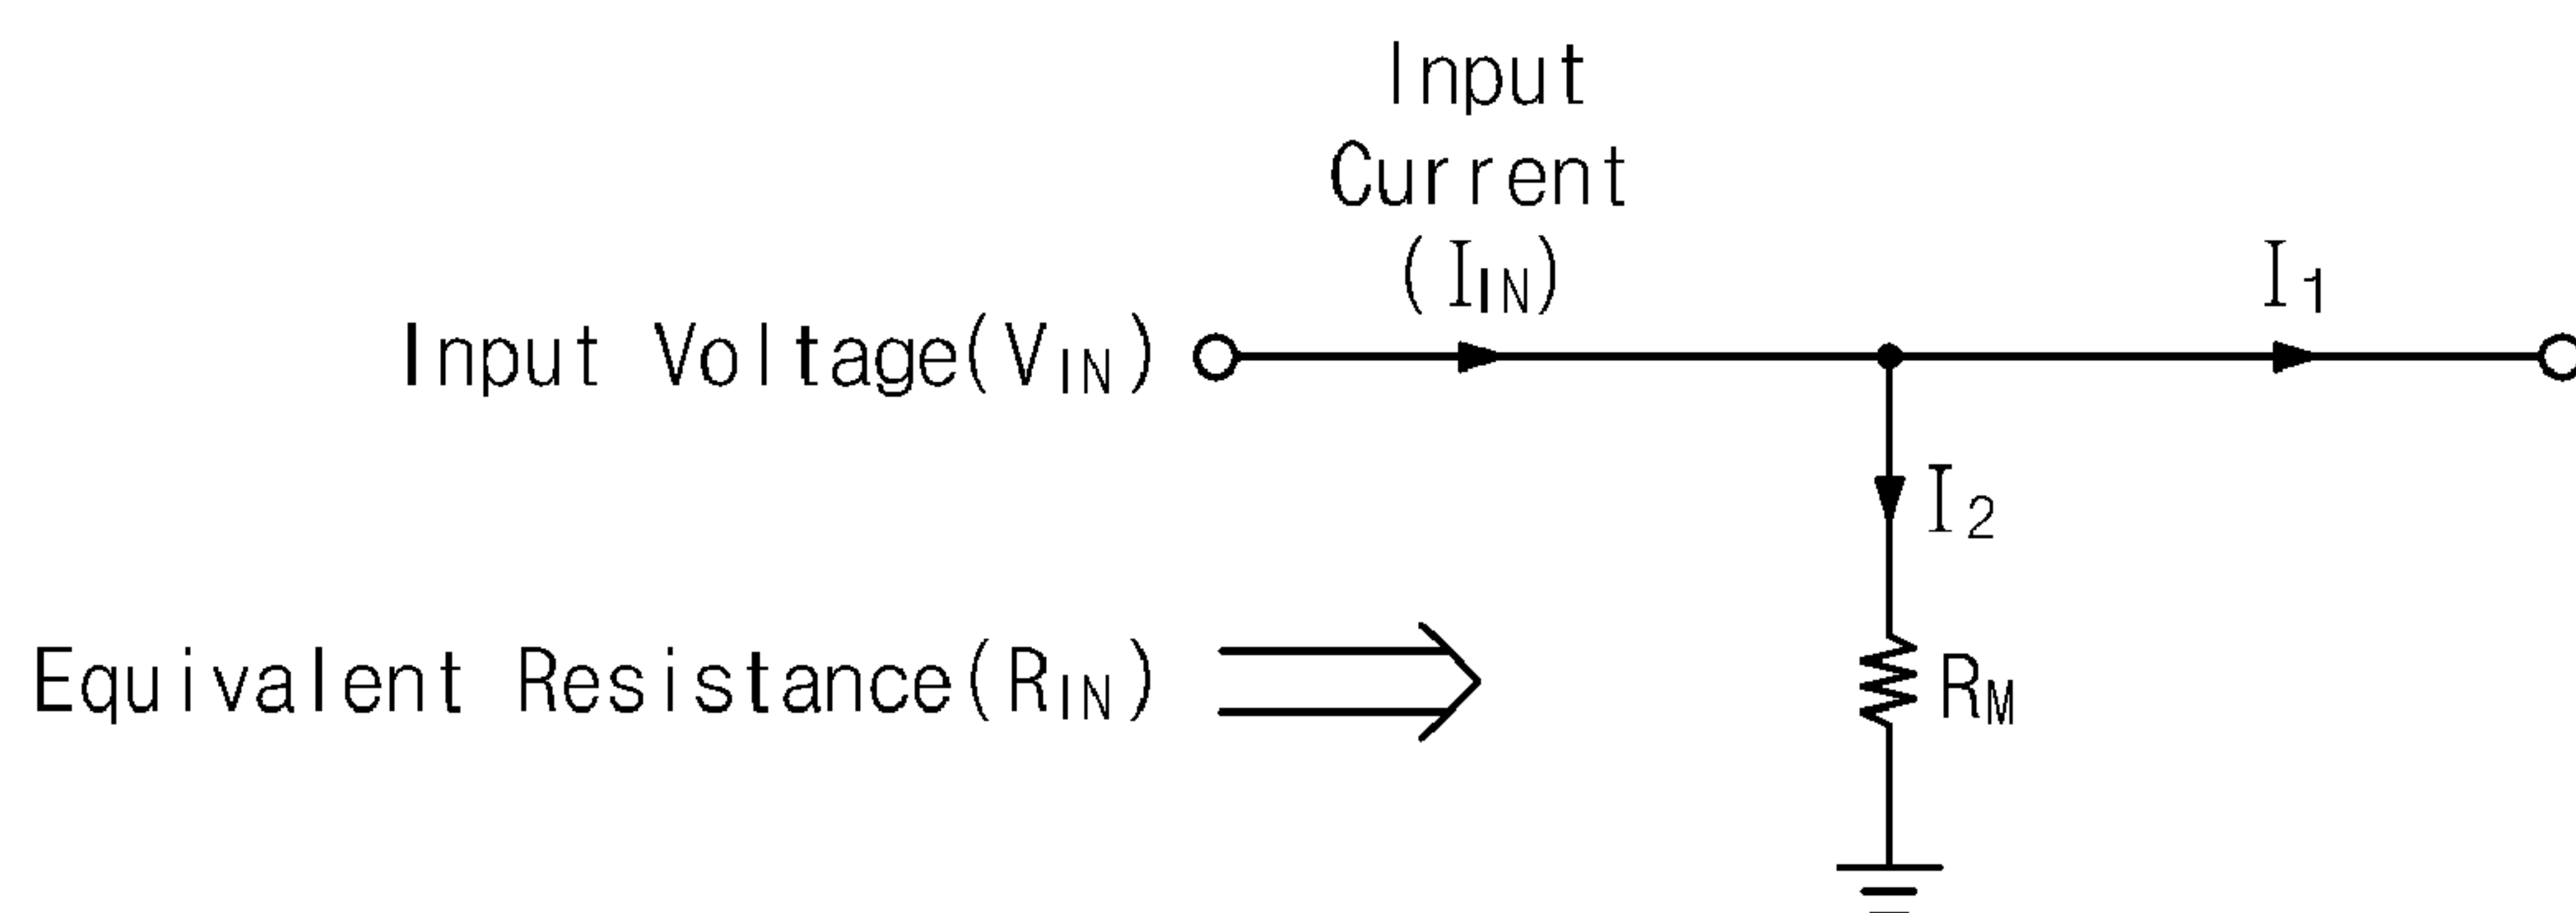 Input
Current
(I_IN)
I_1
Input Voltage(V_IN)
I_2
Equivalent Resistance(R_IN)
R_M